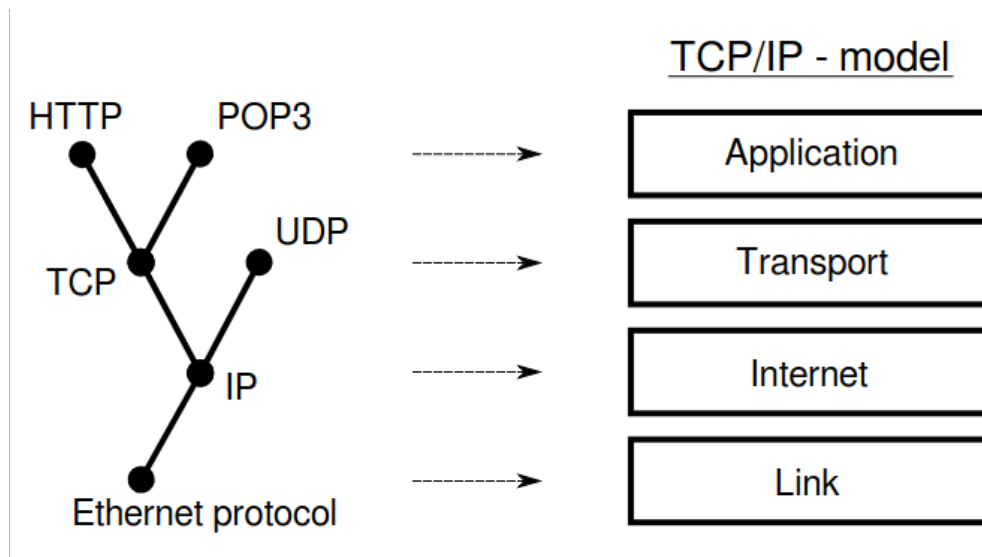 TCP/IP - model
HTTP
POP3
Application
UDP
TCP
Transport
IP
Internet
Ethernet protocol
Link